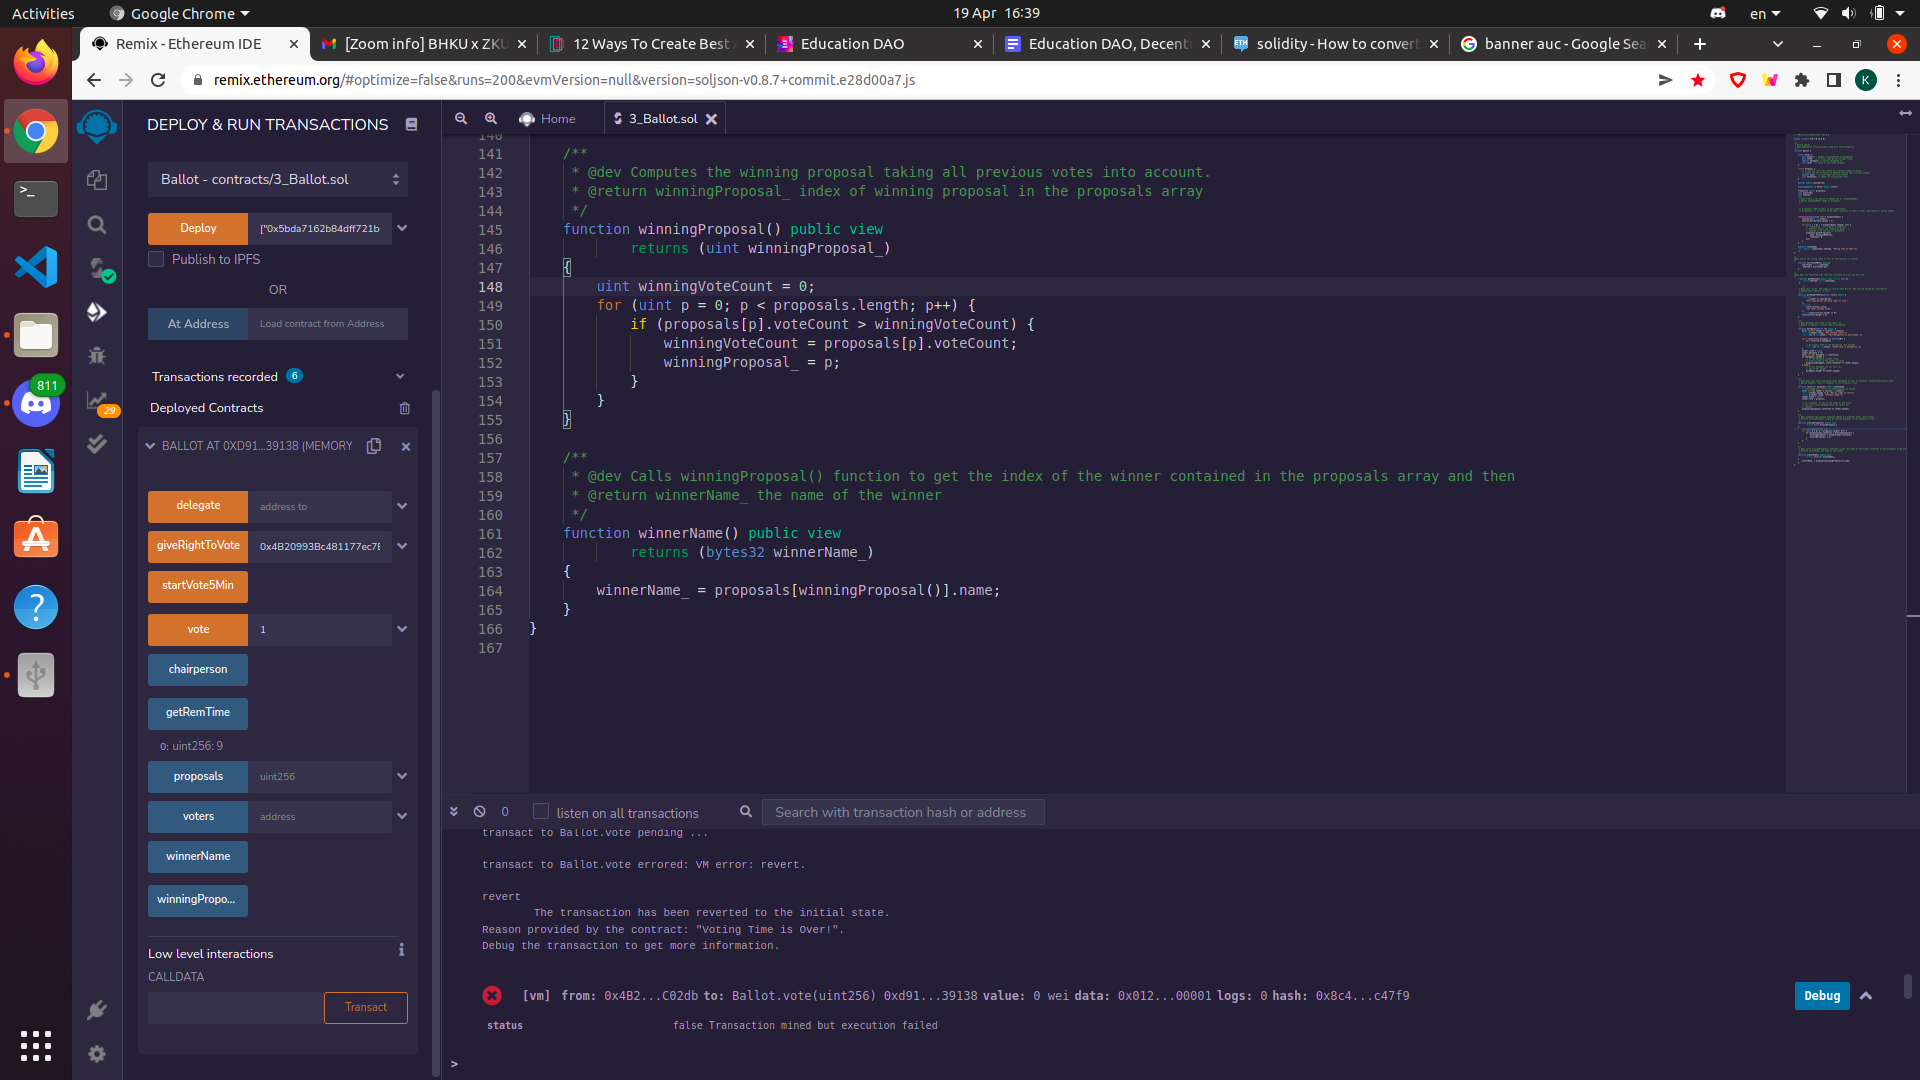 Activities
Google Chrome
19 Apr 16:39
en
Remix - Ethereum IDE
[Zoom info] BHKU x ZKU
12 Ways To Create Best
Education DAO
Education DAO, Decent
solidity - How to convert
banner auc - Google Sea
remix.ethereum.org/#optimize=false&runs=200&evmVersion=null&version=soljson-v0.8.7+commit.e28d00a7.js
K
DEPLOY & RUN TRANSACTIONS
Home
3_Ballot.sol
Ballot - contracts/3_Ballot.sol
Deploy
["0x5bda7162b84dff721b
Publish to IPFS
OR
At Address
Load contract from Address
Transactions recorded 6
Deployed Contracts
BALLOT AT 0XD91...39138 (MEMORY
delegate
address to
giveRightToVote
0x4B20993Bc481177ec7E
startVote5Min
vote
1
chairperson
getRemTime
0: uint256: 9
proposals
uint256
voters
address
winnerName
winningPropo...
Low level interactions
CALLDATA
Transact
811
29
140
141 /**
142 * @dev Computes the winning proposal taking all previous votes into account.
143 * @return winningProposal_ index of winning proposal in the proposals array
144 */
145 function winningProposal() public view
146 returns (uint winningProposal_)
147 {
148 uint winningVoteCount = 0;
149 for (uint p = 0; p < proposals.length; p++) {
150 if (proposals[p].voteCount > winningVoteCount) {
151 winningVoteCount = proposals[p].voteCount;
152 winningProposal_ = p;
153 }
154 }
155 }
156
157 /**
158 * @dev Calls winningProposal() function to get the index of the winner contained in the proposals array and then
159 * @return winnerName_ the name of the winner
160 */
161 function winnerName() public view
162 returns (bytes32 winnerName_)
163 {
164 winnerName_ = proposals[winningProposal()].name;
165 }
166 }
167
0
listen on all transactions
Search with transaction hash or address
transact to Ballot.vote pending ...
transact to Ballot.vote errored: VM error: revert.
revert
The transaction has been reverted to the initial state.
Reason provided by the contract: "Voting Time is Over!".
Debug the transaction to get more information.
[vm] from: 0x4B2...C02db to: Ballot.vote(uint256) 0xd91...39138 value: 0 wei data: 0x012...00001 logs: 0 hash: 0x8c4...c47f9
Debug
status
false Transaction mined but execution failed
>